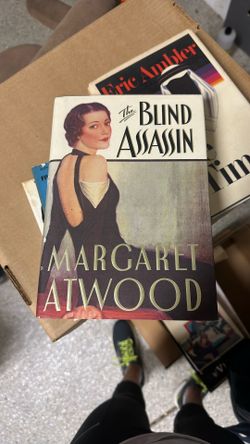 The
BLIND
ASSASSIN
MARGARET
ATWOOD
Eric Ambler